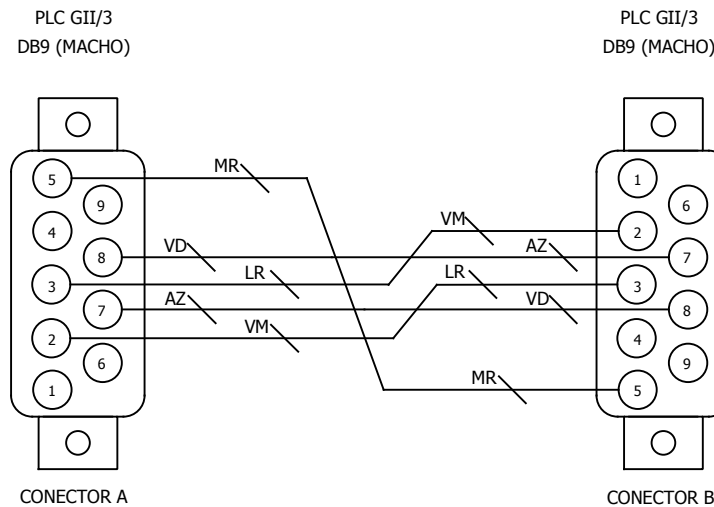 PLC GII/3
DB9 (MACHO)
PLC GII/3
DB9 (MACHO)
5
9
4
8
3
7
2
6
1
MR
VD
LR
AZ
VM
VM
AZ
LR
VD
MR
1
6
2
7
3
8
4
9
5
CONECTOR A
CONECTOR B